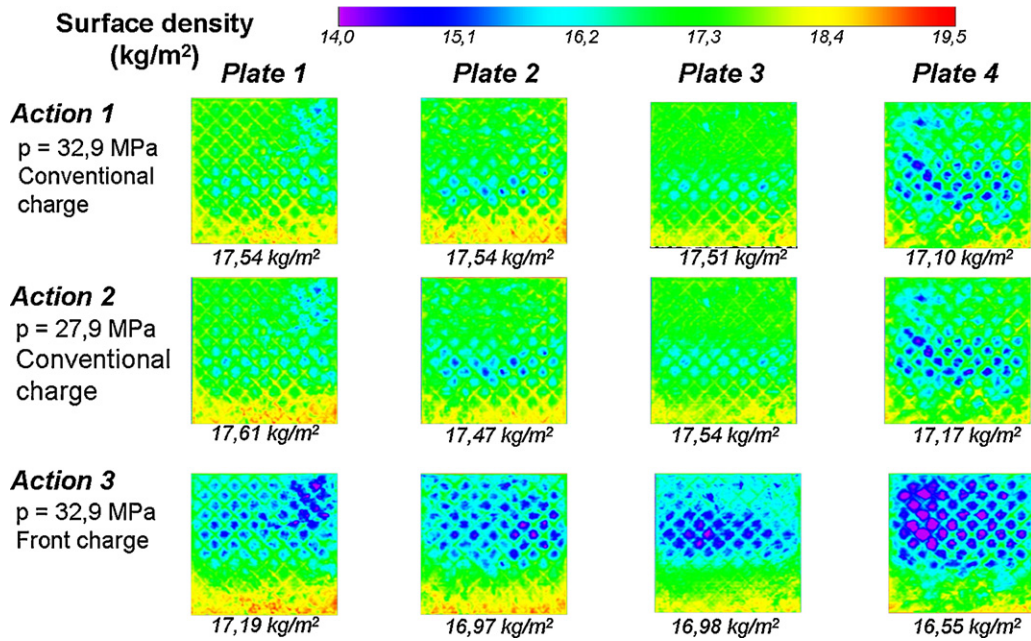 Surface density
(kg/m²)
14,0 15,1 16,2 17,3 18,4 19,5
Plate 1 Plate 2 Plate 3 Plate 4
Action 1
p = 32,9 MPa
Conventional
charge
17,54 kg/m² 17,54 kg/m² 17,51 kg/m² 17,10 kg/m²
Action 2
p = 27,9 MPa
Conventional
charge
17,61 kg/m² 17,47 kg/m² 17,54 kg/m² 17,17 kg/m²
Action 3
p = 32,9 MPa
Front charge
17,19 kg/m² 16,97 kg/m² 16,98 kg/m² 16,55 kg/m²